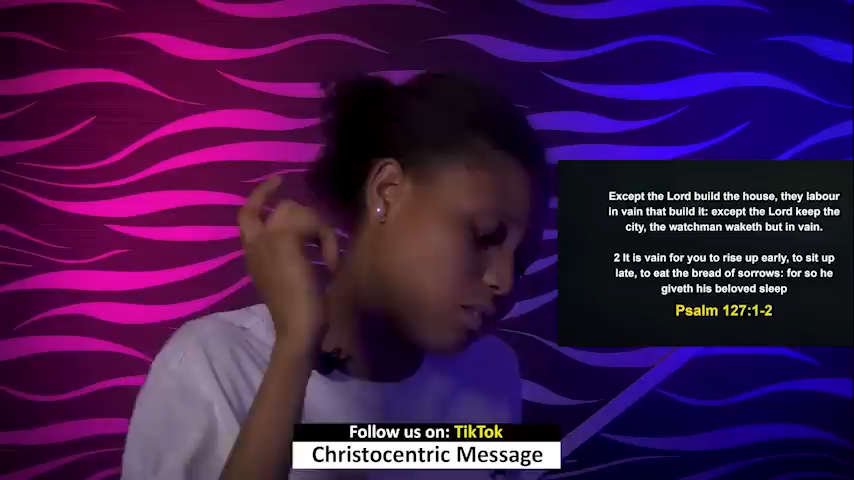 Except the Lord build the house, they labour
in vain that build it: except the Lord keep the
city, the watchman waketh but in vain.
2 It is vain for you to rise up early, to sit up
late, to eat the bread of sorrows: for so he
giveth his beloved sleep
Psalm 127:1-2
Follow us on: TikTok
Christocentric Message